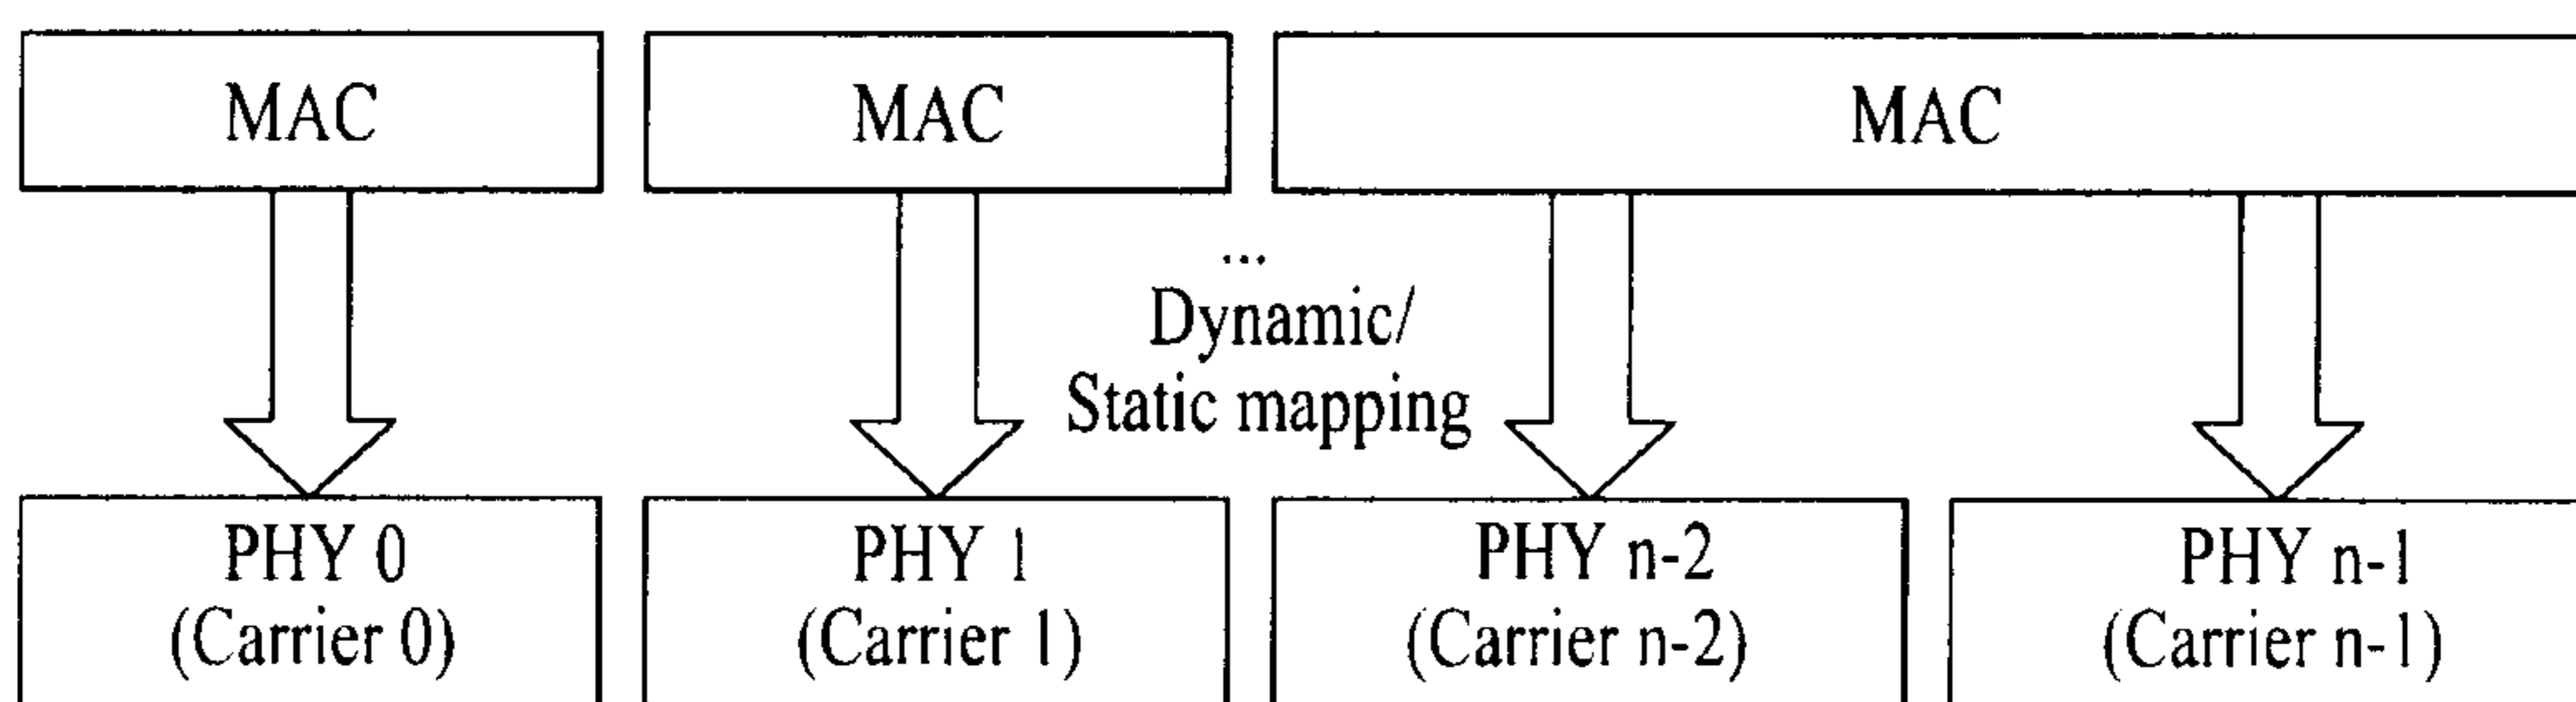 MAC
MAC
MAC
...
Dynamic/
Static mapping
PHY 0
(Carrier 0)
PHY 1
(Carrier 1)
PHY n-2
(Carrier n-2)
PHY n-1
(Carrier n-1)